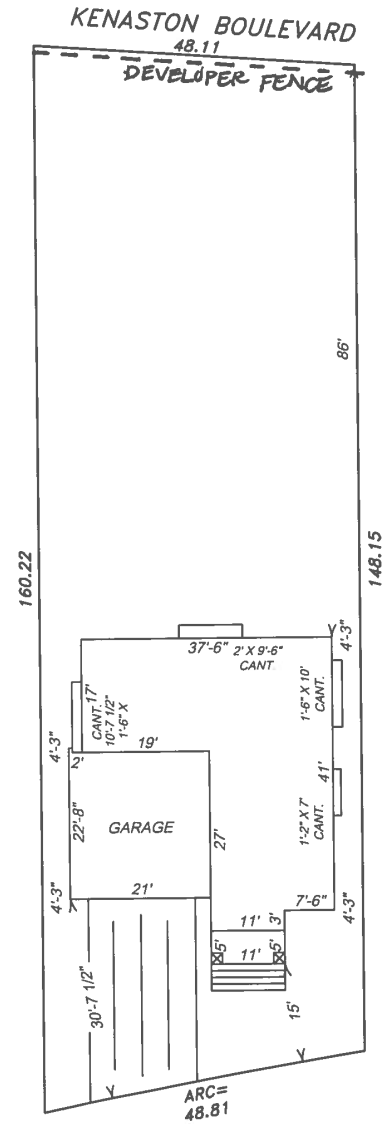 KENASTON BOULEVARD
48.11
DEVELOPER FENCE
86'
160.22
148.15
4'-3"
37'-6"
2' X 9'-6"
CANT.
1'-6" X 10'
CANT.
17'
CANT.
10'-7 1/2"
1'-6" X
4'-3"
2'
19'
41'
1'-2" X 7'
CANT.
22'-8"
GARAGE
27'
4'-3"
21'
7'-6"
4'-3"
11'
3'
5'
11'
5'
30'-7 1/2"
15'
ARC=
48.81